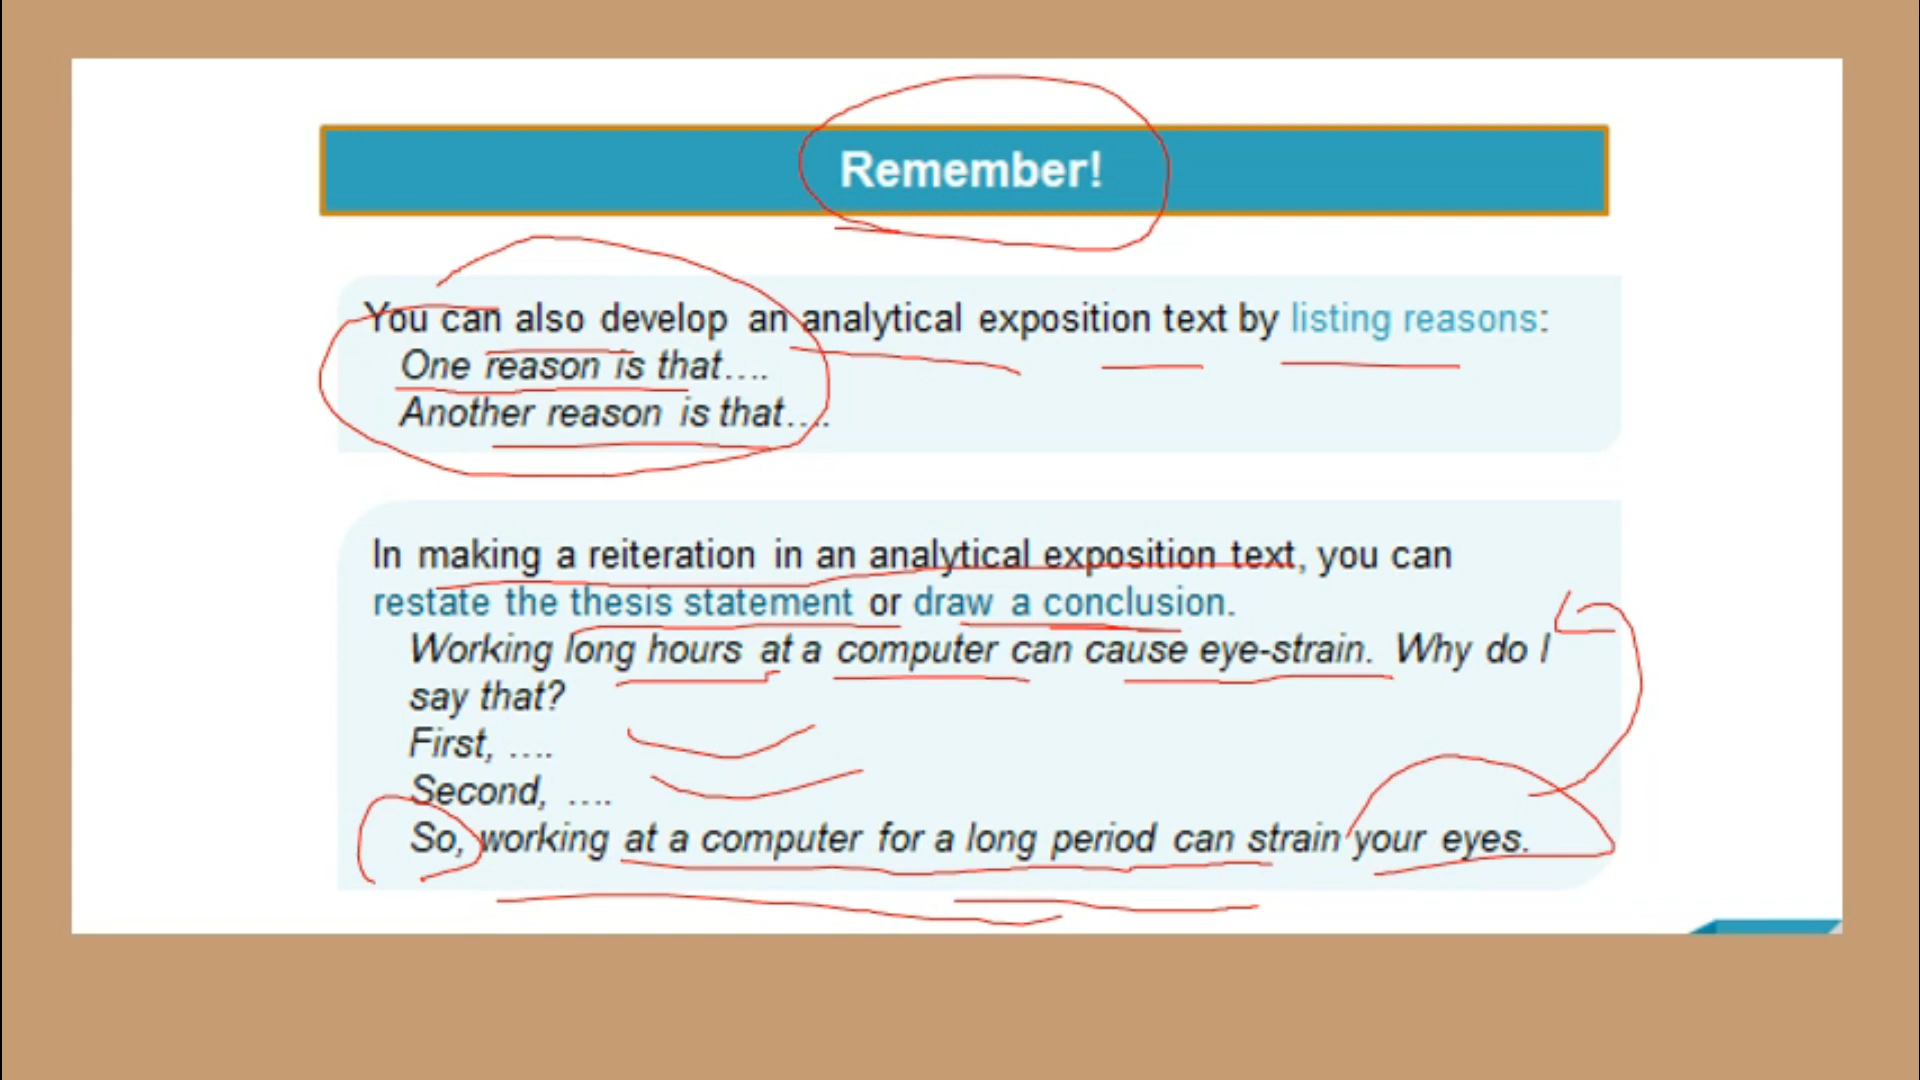 Remember!
You can also develop an analytical exposition text by listing reasons:
One reason is that....
Another reason is that....
In making a reiteration in an analytical exposition text, you can
restate the thesis statement or draw a conclusion.
Working long hours at a computer can cause eye-strain. Why do I
say that?
First, ....
Second, ....
So, working at a computer for a long period can strain your eyes.